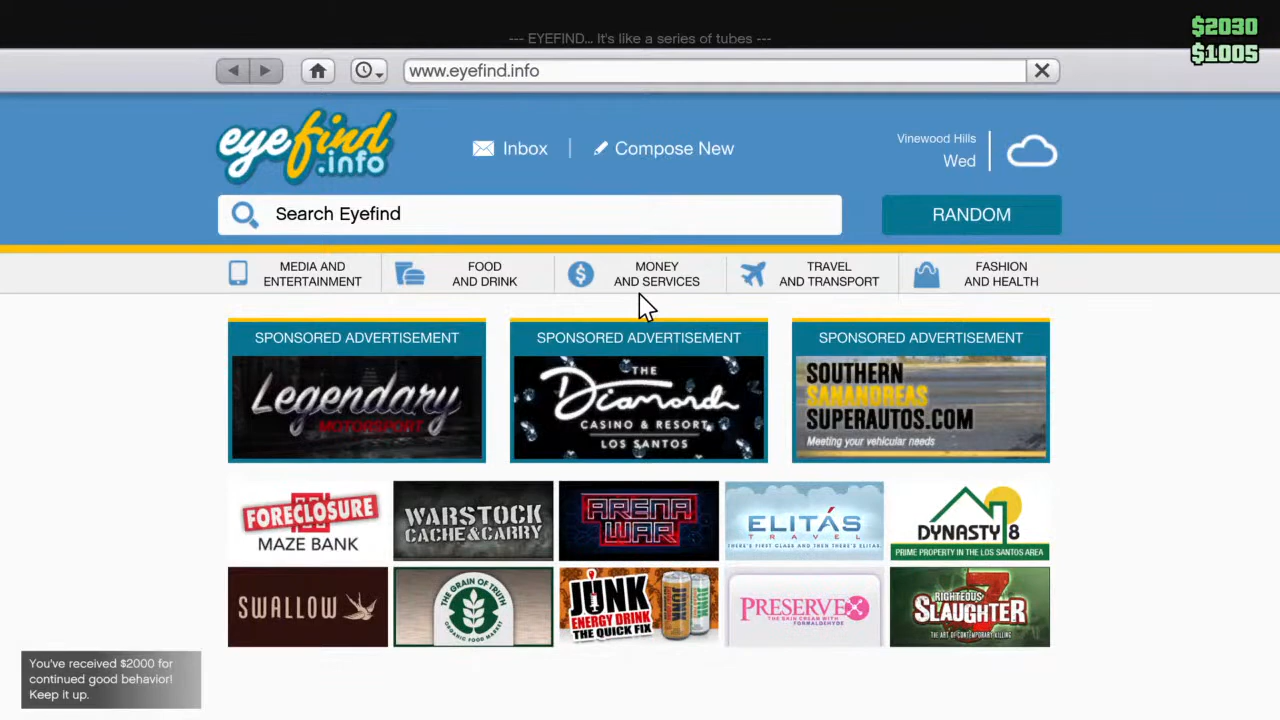 $2030
$1005
--- EYEFIND... It's like a series of tubes ---
www.eyefind.info
eyefind
.info
Inbox
Compose New
Vinewood Hills
Wed
Search Eyefind
RANDOM
MEDIA AND
ENTERTAINMENT
FOOD
AND DRINK
MONEY
AND SERVICES
TRAVEL
AND TRANSPORT
FASHION
AND HEALTH
SPONSORED ADVERTISEMENT
Legendary
MOTORSPORT
SPONSORED ADVERTISEMENT
THE
Diamond
CASINO & RESORT
LOS SANTOS
SPONSORED ADVERTISEMENT
SOUTHERN
SANANDREAS
SUPERAUTOS.COM
Meeting your vehicular needs
FORECLOSURE
MAZE BANK
WARSTOCK
CACHE&CARRY
ARENA
WAR
ELITÁS
TRAVEL
THERE'S FIRST CLASS AND THEN THERE'S ELITAS
DYNASTY 8
PRIME PROPERTY IN THE LOS SANTOS AREA
SWALLOW
THE GRAIN OF TRUTH
ORGANIC FOOD MARKET
JUNK
ENERGY DRINK
THE QUICK FIX
JUNK
JUNK
PRESERVEX
THE SKIN CREAM WITH
FORMALDEHYDE
7
RIGHTEOUS
SLAUGHTER
THE ART OF CONTEMPORARY KILLING
You've received $2000 for
continued good behavior!
Keep it up.